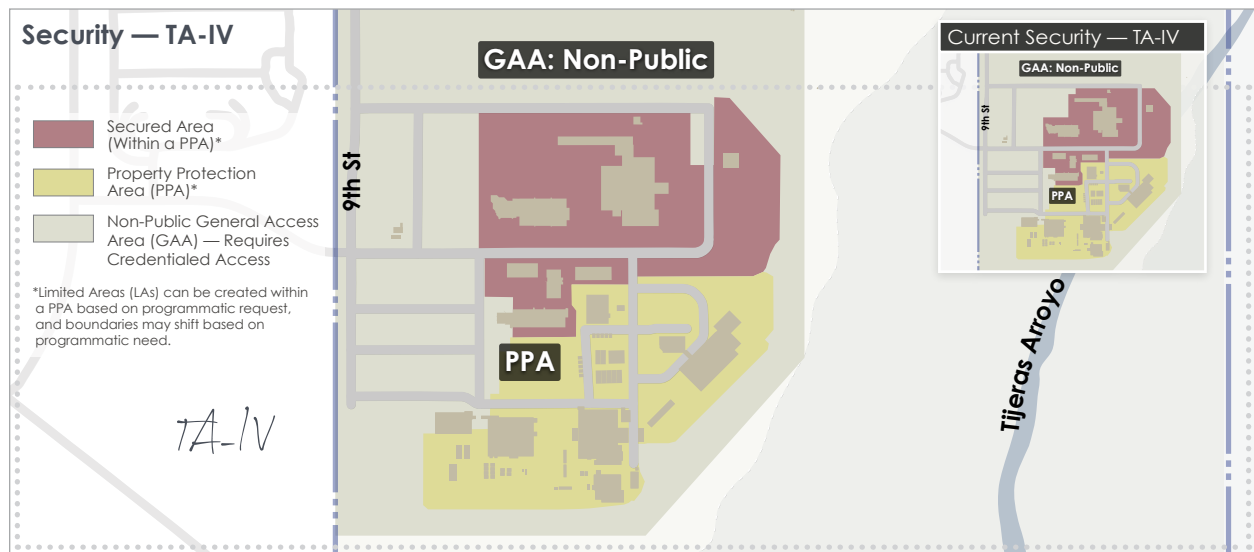 Security — TA-IV
GAA: Non-Public
Current Security — TA-IV
GAA: Non-Public
9th St
PPA
Secured Area
(Within a PPA)*
Property Protection
Area (PPA)*
Non-Public General Access
Area (GAA) — Requires
Credentialed Access
*Limited Areas (LAs) can be created within
a PPA based on programmatic request,
and boundaries may shift based on
programmatic need.
9th St
PPA
Tijeras Arroyo
TA-IV